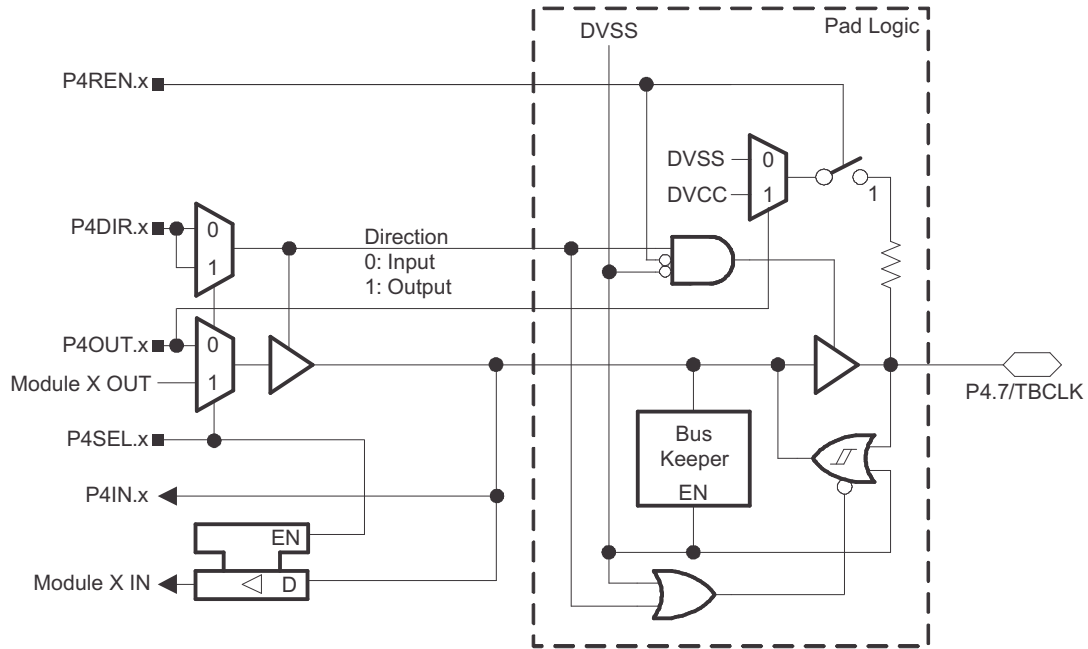 DVSS
Pad Logic
P4REN.x
DVSS
0
DVCC
1
1
P4DIR.x
0
1
Direction
0: Input
1: Output
P4OUT.x
0
Module X OUT
1
P4.7/TBCLK
P4SEL.x
Bus
Keeper
EN
P4IN.x
EN
Module X IN
D